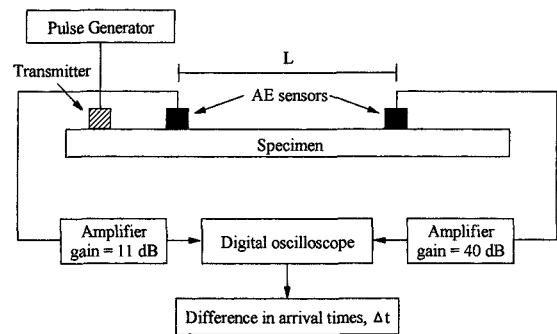 Pulse Generator
Transmitter
L
AE sensors
Specimen
Amplifier
gain = 11 dB
Digital oscilloscope
Amplifier
gain = 40 dB
Difference in arrival times, Δt